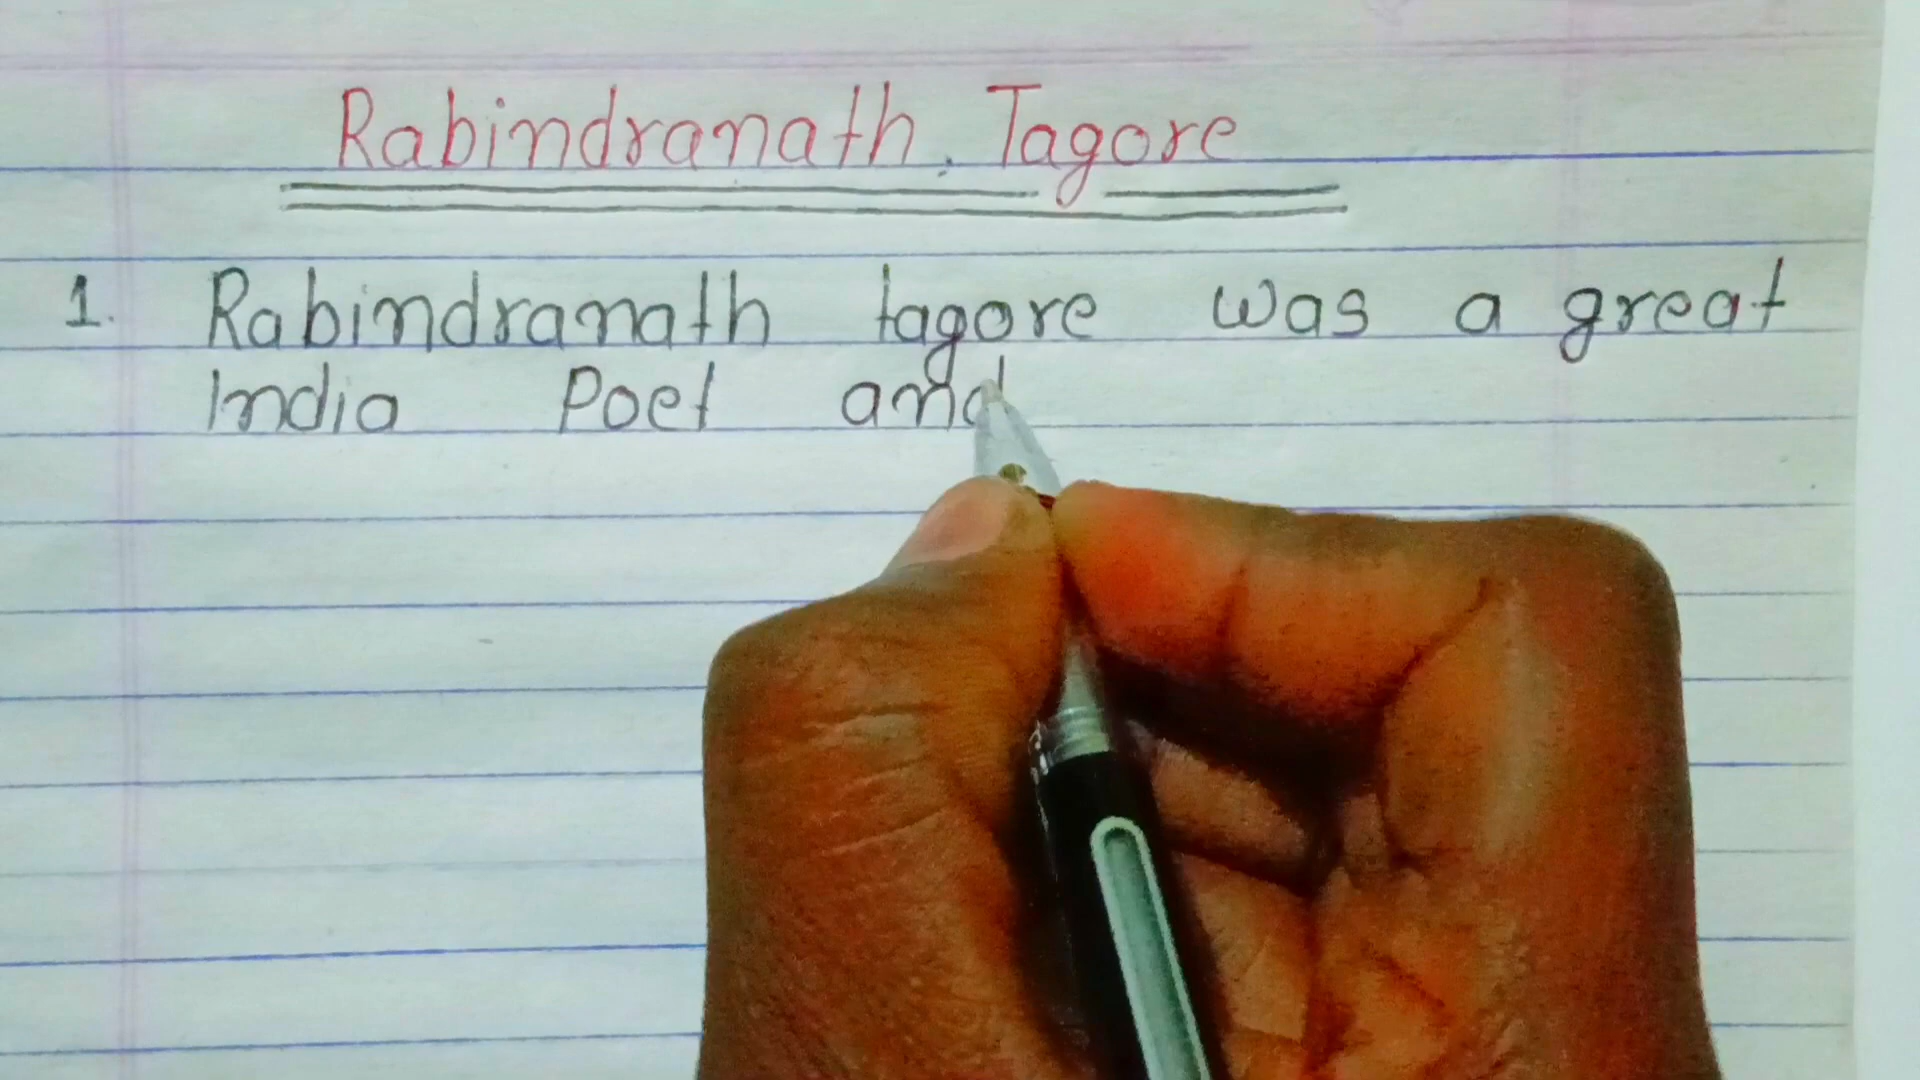 Rabindranath Tagore
1. Rabindranath tagore was a great
India Poet and